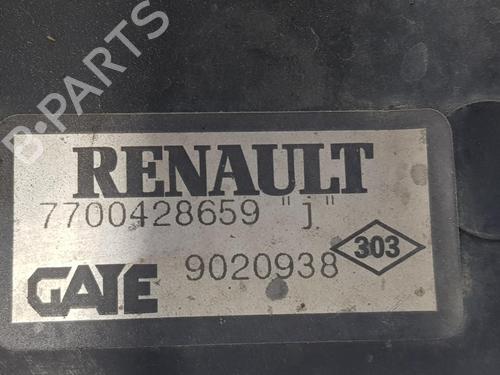 B-PARTS
RENAULT
7700428659 "j"
303
GATE 9020938